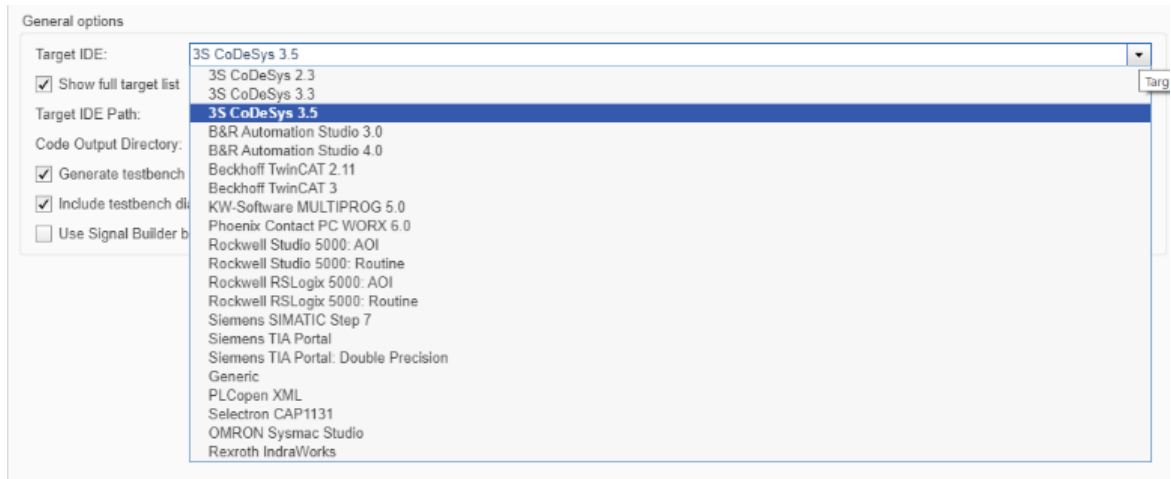 General options
Target IDE: 3S CoDeSys 3.5
Show full target list
Targ
Target IDE Path:
Code Output Directory:
Generate testbench
Include testbench dia
Use Signal Builder b
3S CoDeSys 2.3
3S CoDeSys 3.3
3S CoDeSys 3.5
B&R Automation Studio 3.0
B&R Automation Studio 4.0
Beckhoff TwinCAT 2.11
Beckhoff TwinCAT 3
KW-Software MULTIPROG 5.0
Phoenix Contact PC WORX 6.0
Rockwell Studio 5000: AOI
Rockwell Studio 5000: Routine
Rockwell RSLogix 5000: AOI
Rockwell RSLogix 5000: Routine
Siemens SIMATIC Step 7
Siemens TIA Portal
Siemens TIA Portal: Double Precision
Generic
PLCopen XML
Selectron CAP1131
OMRON Sysmac Studio
Rexroth IndraWorks